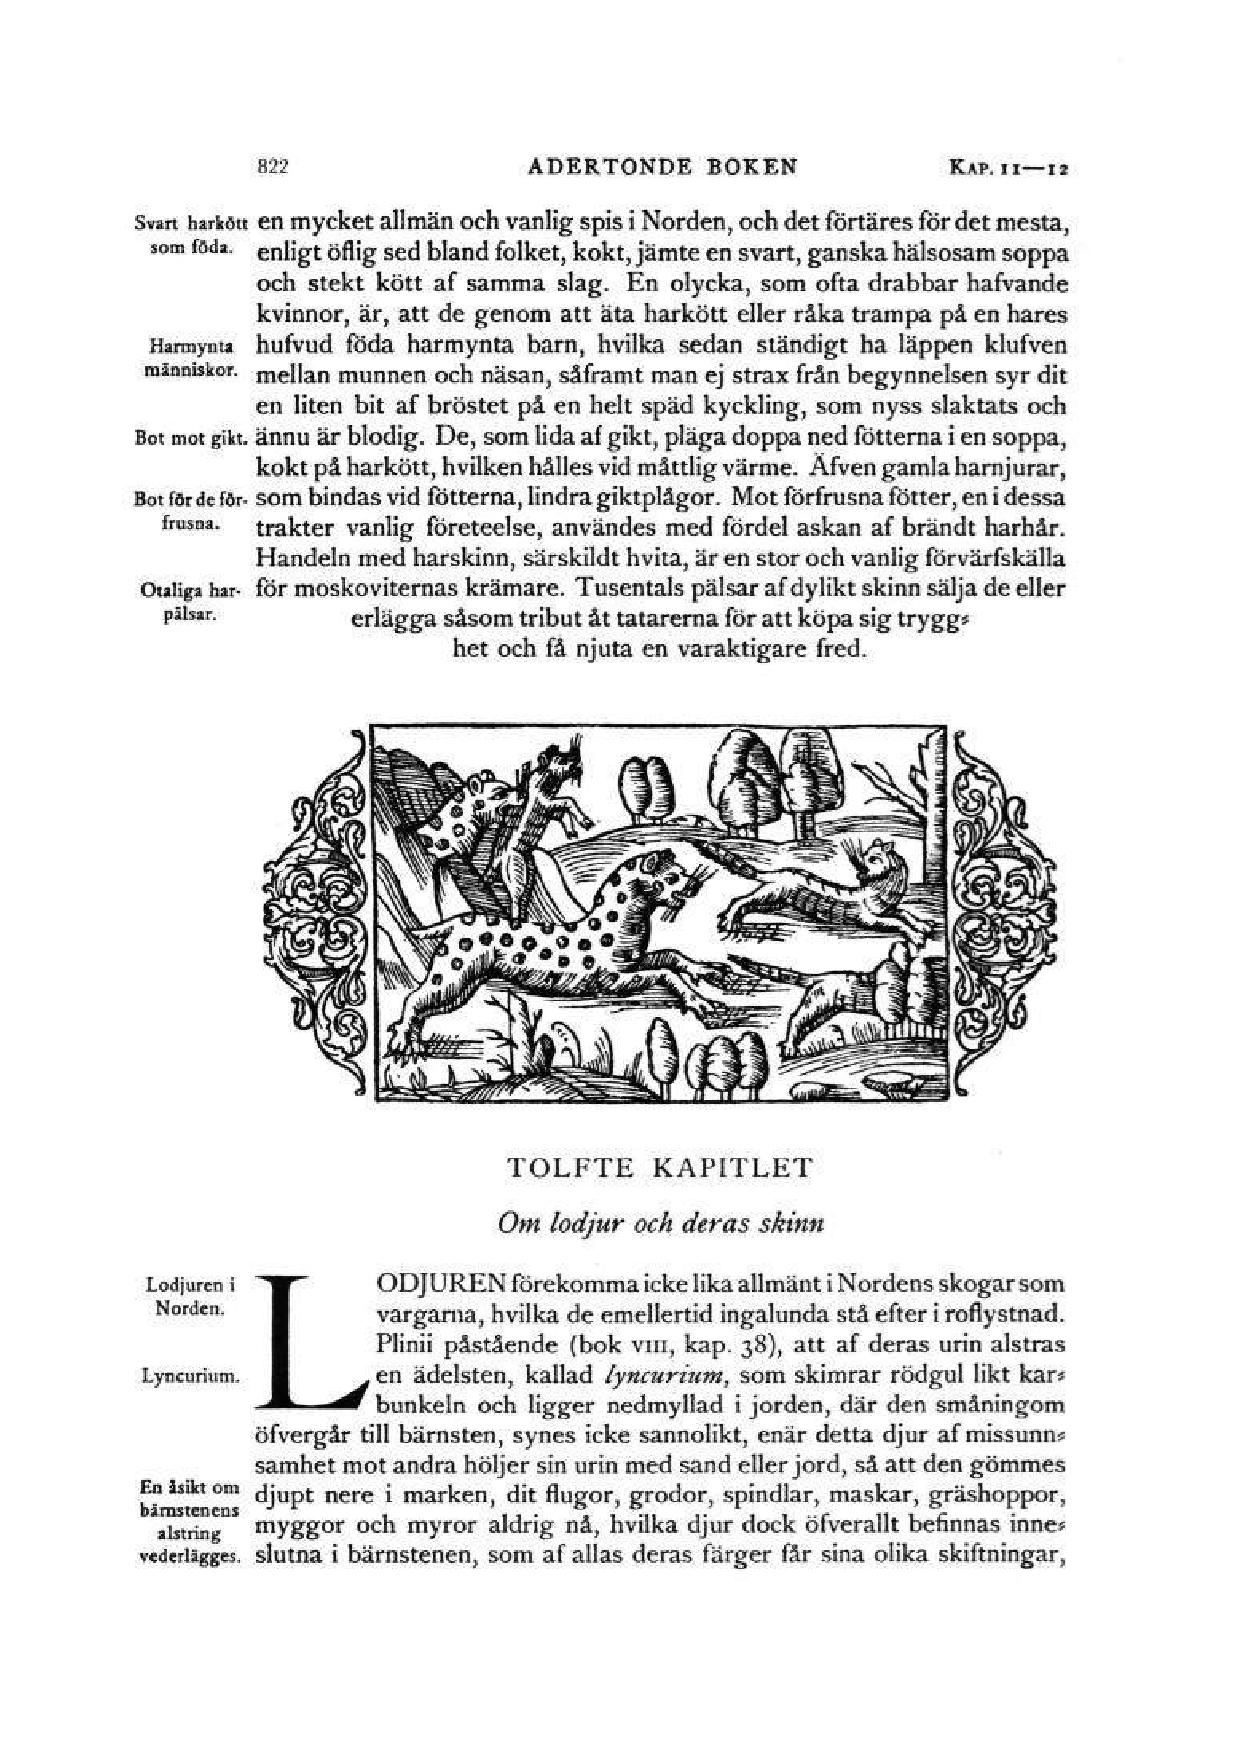 822 ADERTONDE BOKEN KAP. 11—12
Svart harkött
som föda.
en mycket allmän och vanlig spis i Norden, och det förtäres för det mesta,
enligt öflig sed bland folket, kokt, jämte en svart, ganska hälsosam soppa
och stekt kött af samma slag. En olycka, som ofta drabbar hafvande
kvinnor, är, att de genom att äta harkött eller råka trampa på en hares
Harmynta
människor.
hufvud föda harmynta barn, hvilka sedan ständigt ha läppen klufven
mellan munnen och näsan, såframt man ej strax från begynnelsen syr dit
en liten bit af bröstet på en helt späd kyckling, som nyss slaktats och
Bot mot gikt.
ännu är blodig. De, som lida af gikt, pläga doppa ned fötterna i en soppa,
kokt på harkött, hvilken hålles vid måttlig värme. Äfven gamla harnjurar,
Bot för de för-
frusna.
som bindas vid fötterna, lindra giktplågor. Mot förfrusna fötter, en i dessa
trakter vanlig företeelse, användes med fördel askan af brändt harhår.
Handeln med harskinn, särskildt hvita, är en stor och vanlig förvärfskälla
Otaliga har-
pälsar.
för moskoviternas krämare. Tusentals pälsar af dylikt skinn sälja de eller
erlägga såsom tribut åt tatarerna för att köpa sig trygg-
het och få njuta en varaktigare fred.
TOLFTE KAPITLET
Om lodjur och deras skinn
Lodjuren i
Norden.
LODJUREN förekomma icke lika allmänt i Nordens skogar som
vargarna, hvilka de emellertid ingalunda stå efter i roflystnad.
Plinii påstående (bok VIII, kap. 38), att af deras urin alstras
Lyncurium.
en ädelsten, kallad lyncurium, som skimrar rödgul likt kar-
bunkeln och ligger nedmyllad i jorden, där den småningom
öfvergår till bärnsten, synes icke sannolikt, enär detta djur af missunn-
samhet mot andra höljer sin urin med sand eller jord, så att den gömmes
En åsikt om
bärnstenens
alstring
vederlägges.
djupt nere i marken, dit flugor, grodor, spindlar, maskar, gräshoppor,
myggor och myror aldrig nå, hvilka djur dock öfverallt befinnas inne-
slutna i bärnstenen, som af allas deras färger får sina olika skiftningar,